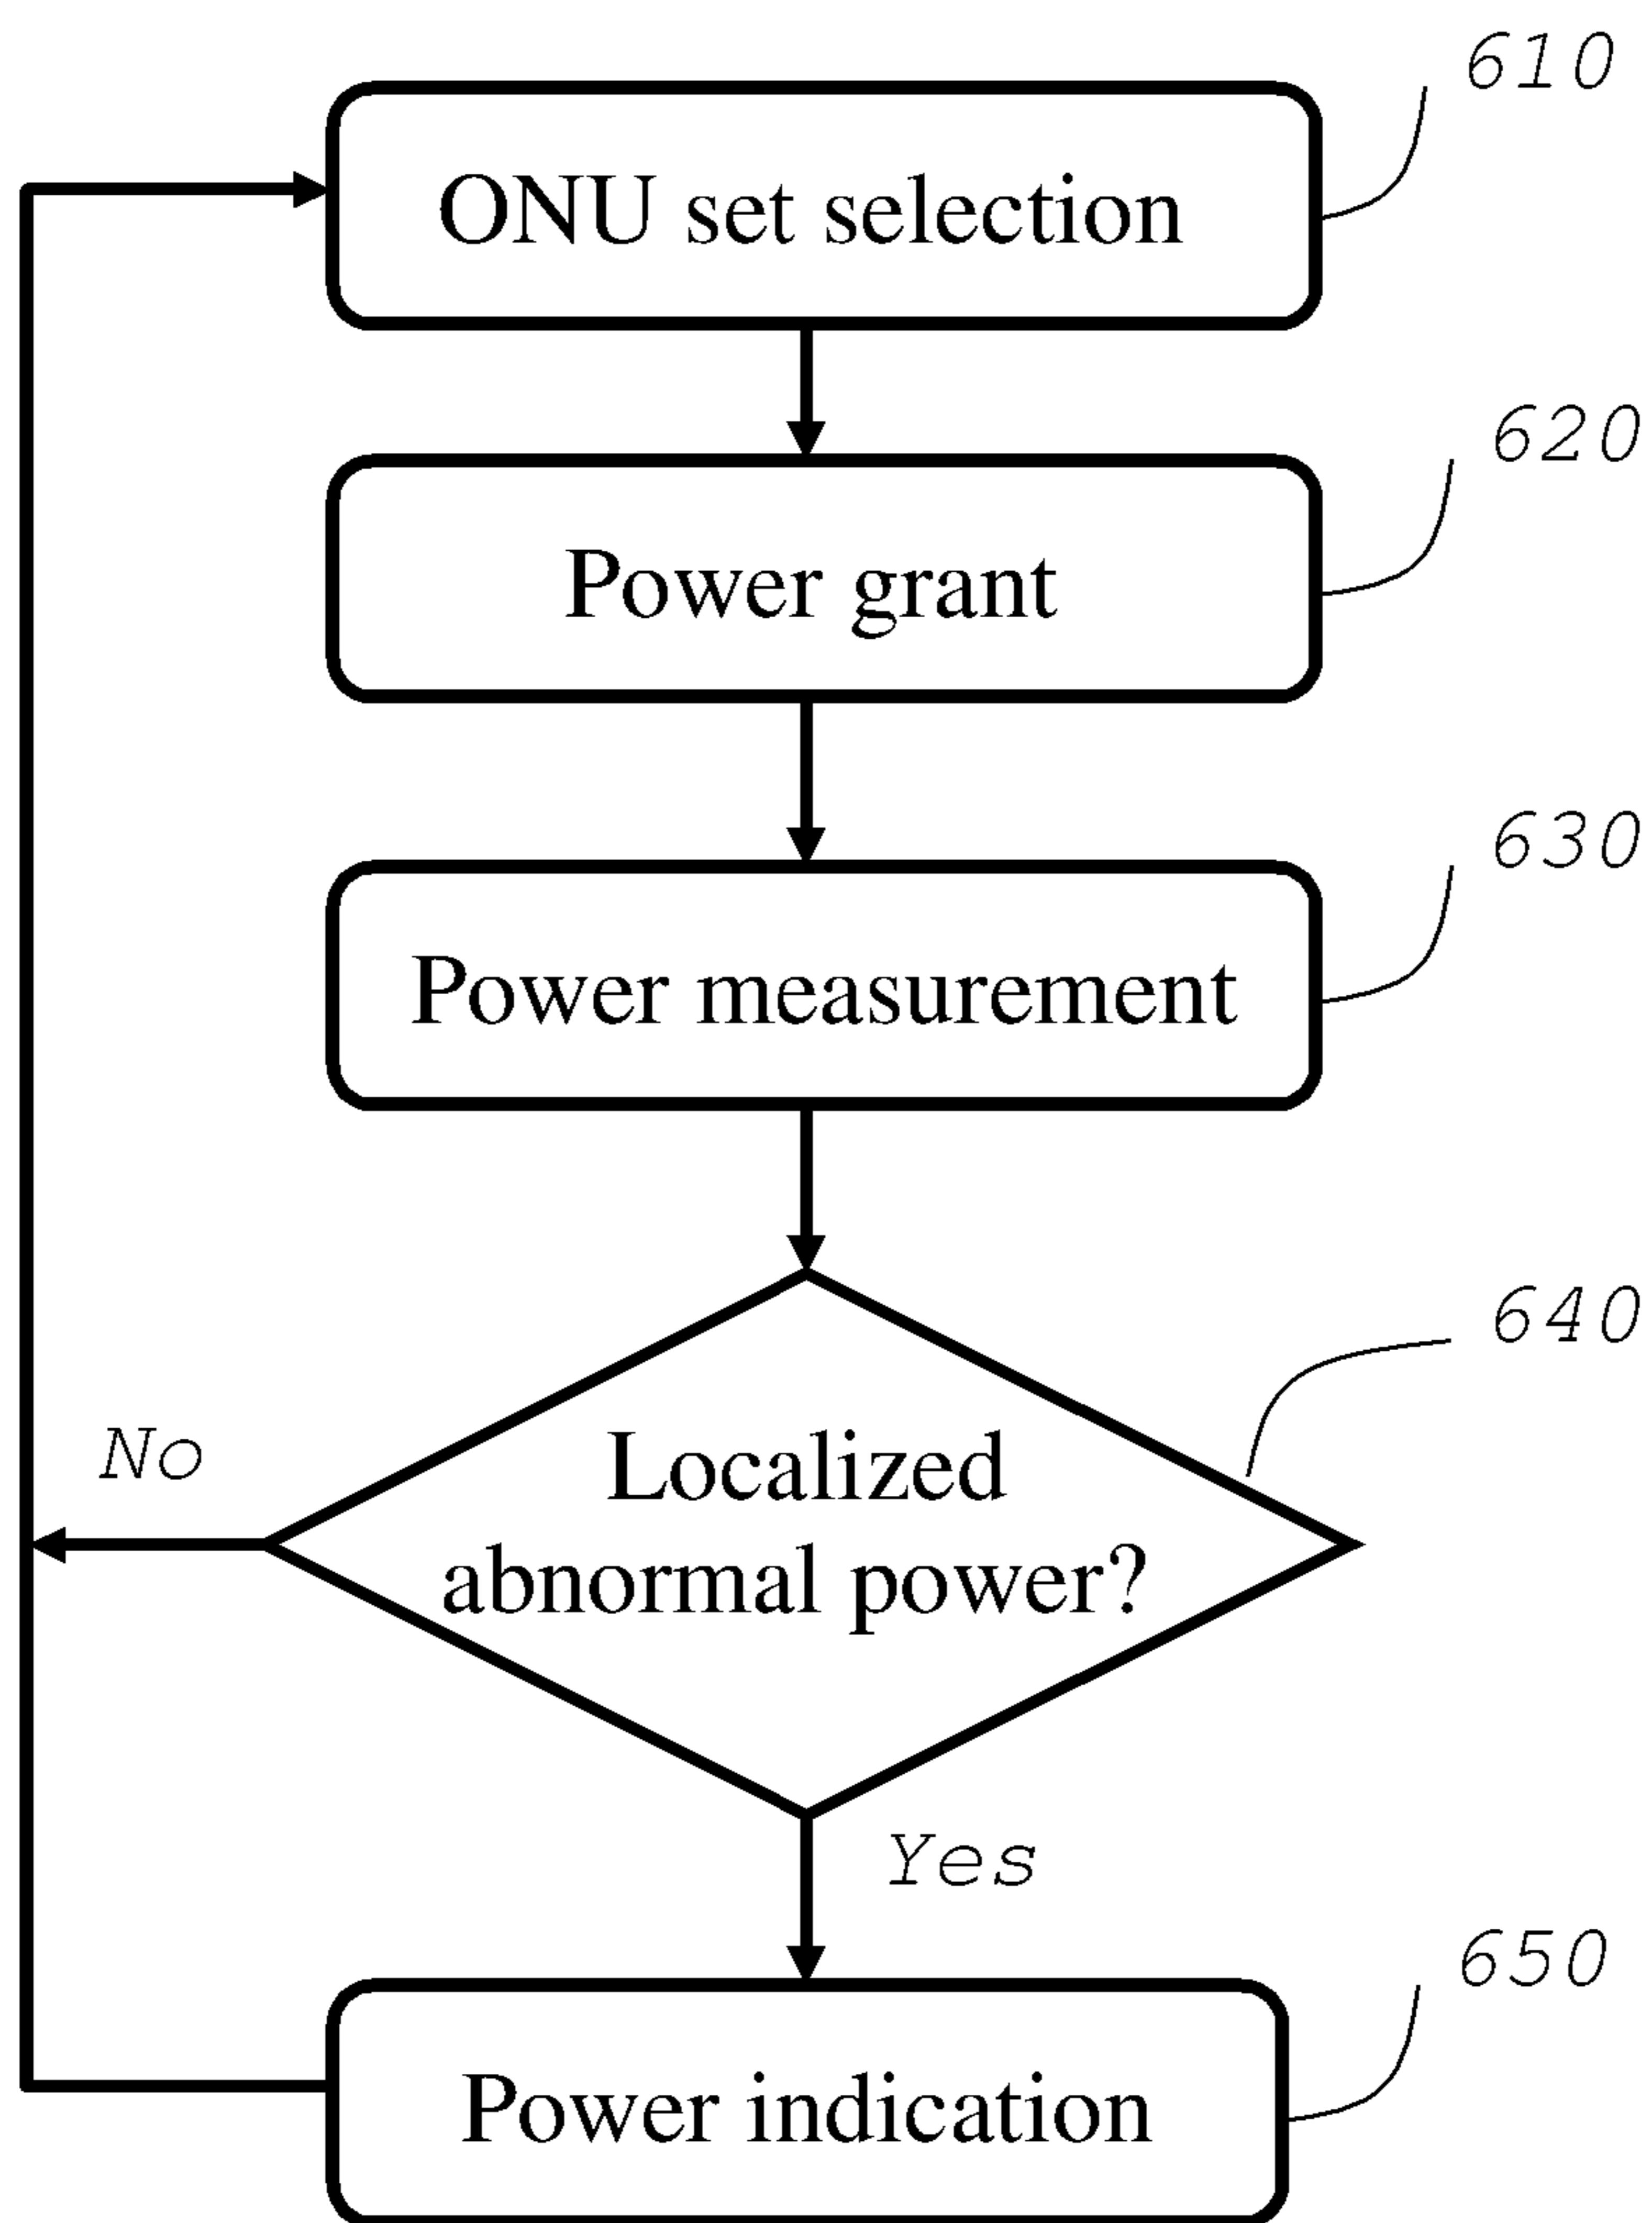 610
ONU set selection
620
Power grant
630
Power measurement
640
No
Localized
abnormal power?
Yes
650
Power indication